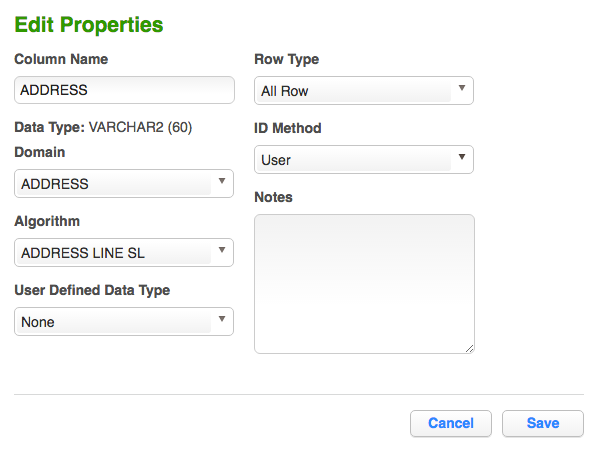 Edit Properties
Column Name
ADDRESS
Data Type: VARCHAR2 (60)
Domain
ADDRESS
Algorithm
ADDRESS LINE SL
User Defined Data Type
None
Row Type
All Row
ID Method
User
Notes
Cancel
Save